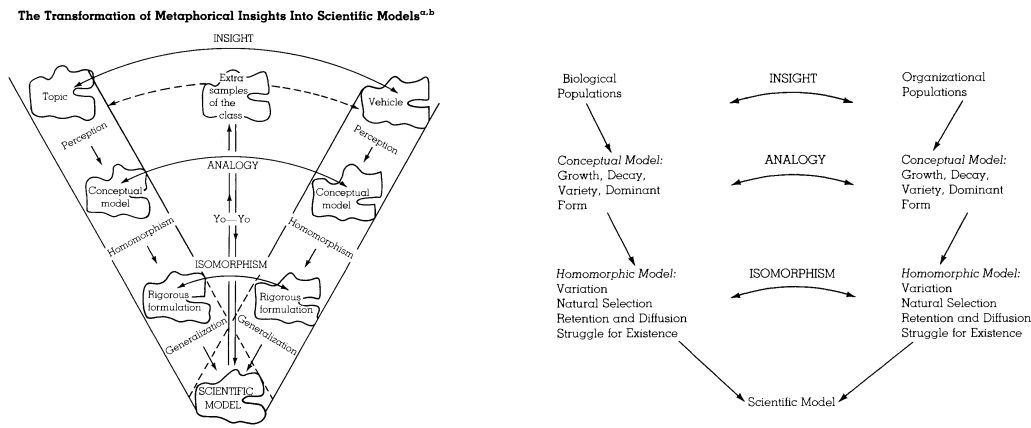 The Transformation of Metaphorical Insights Into Scientific Models a,b
INSIGHT
Topic
Extra
samples
of the
class
Vehicle
Perception
Perception
ANALOGY
Conceptual
model
Conceptual
model
Yo—Yo
Homomorphism
Homomorphism
ISOMORPHISM
Rigorous
formulation
Rigorous
formulation
Generalization
Generalization
SCIENTIFIC
MODEL
Biological
Populations
INSIGHT
Organizational
Populations
Conceptual Model:
Growth, Decay,
Variety, Dominant
Form
ANALOGY
Conceptual Model:
Growth, Decay,
Variety, Dominant
Form
Homomorphic Model:
Variation
Natural Selection
Retention and Diffusion
Struggle for Existence
ISOMORPHISM
Homomorphic Model:
Variation
Natural Selection
Retention and Diffusion
Struggle for Existence
Scientific Model